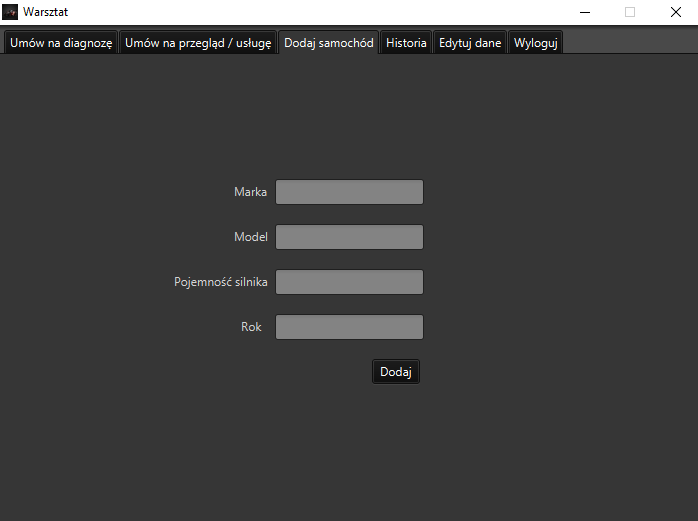 Warsztat
Umów na diagnozę Umów na przegląd / usługę Dodaj samochód Historia Edytuj dane Wyloguj
Marka
Model
Pojemność silnika
Rok
Dodaj